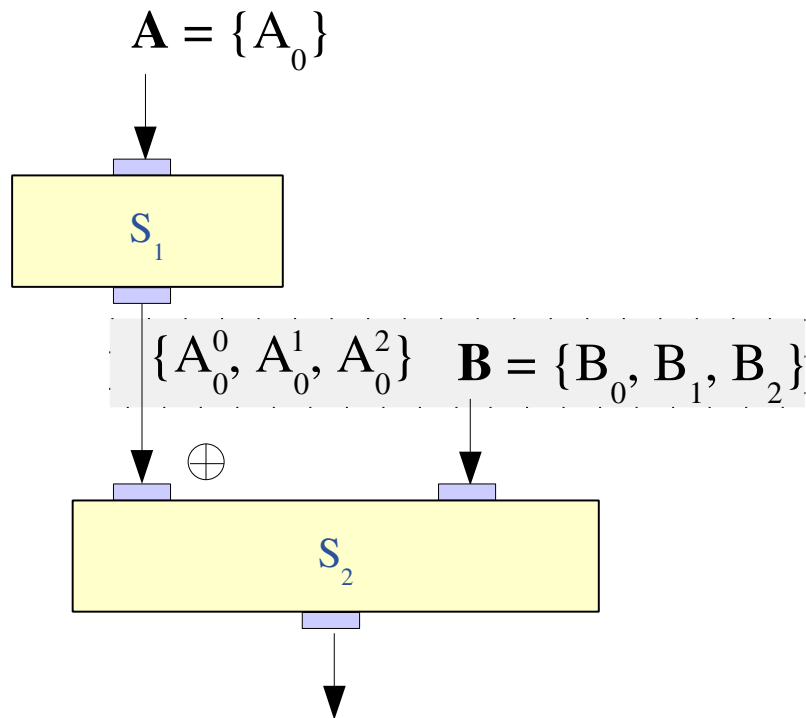 A = {A₀}
S₁
{A₀⁰, A₀¹, A₀²} B = {B₀, B₁, B₂}
⊕
S₂